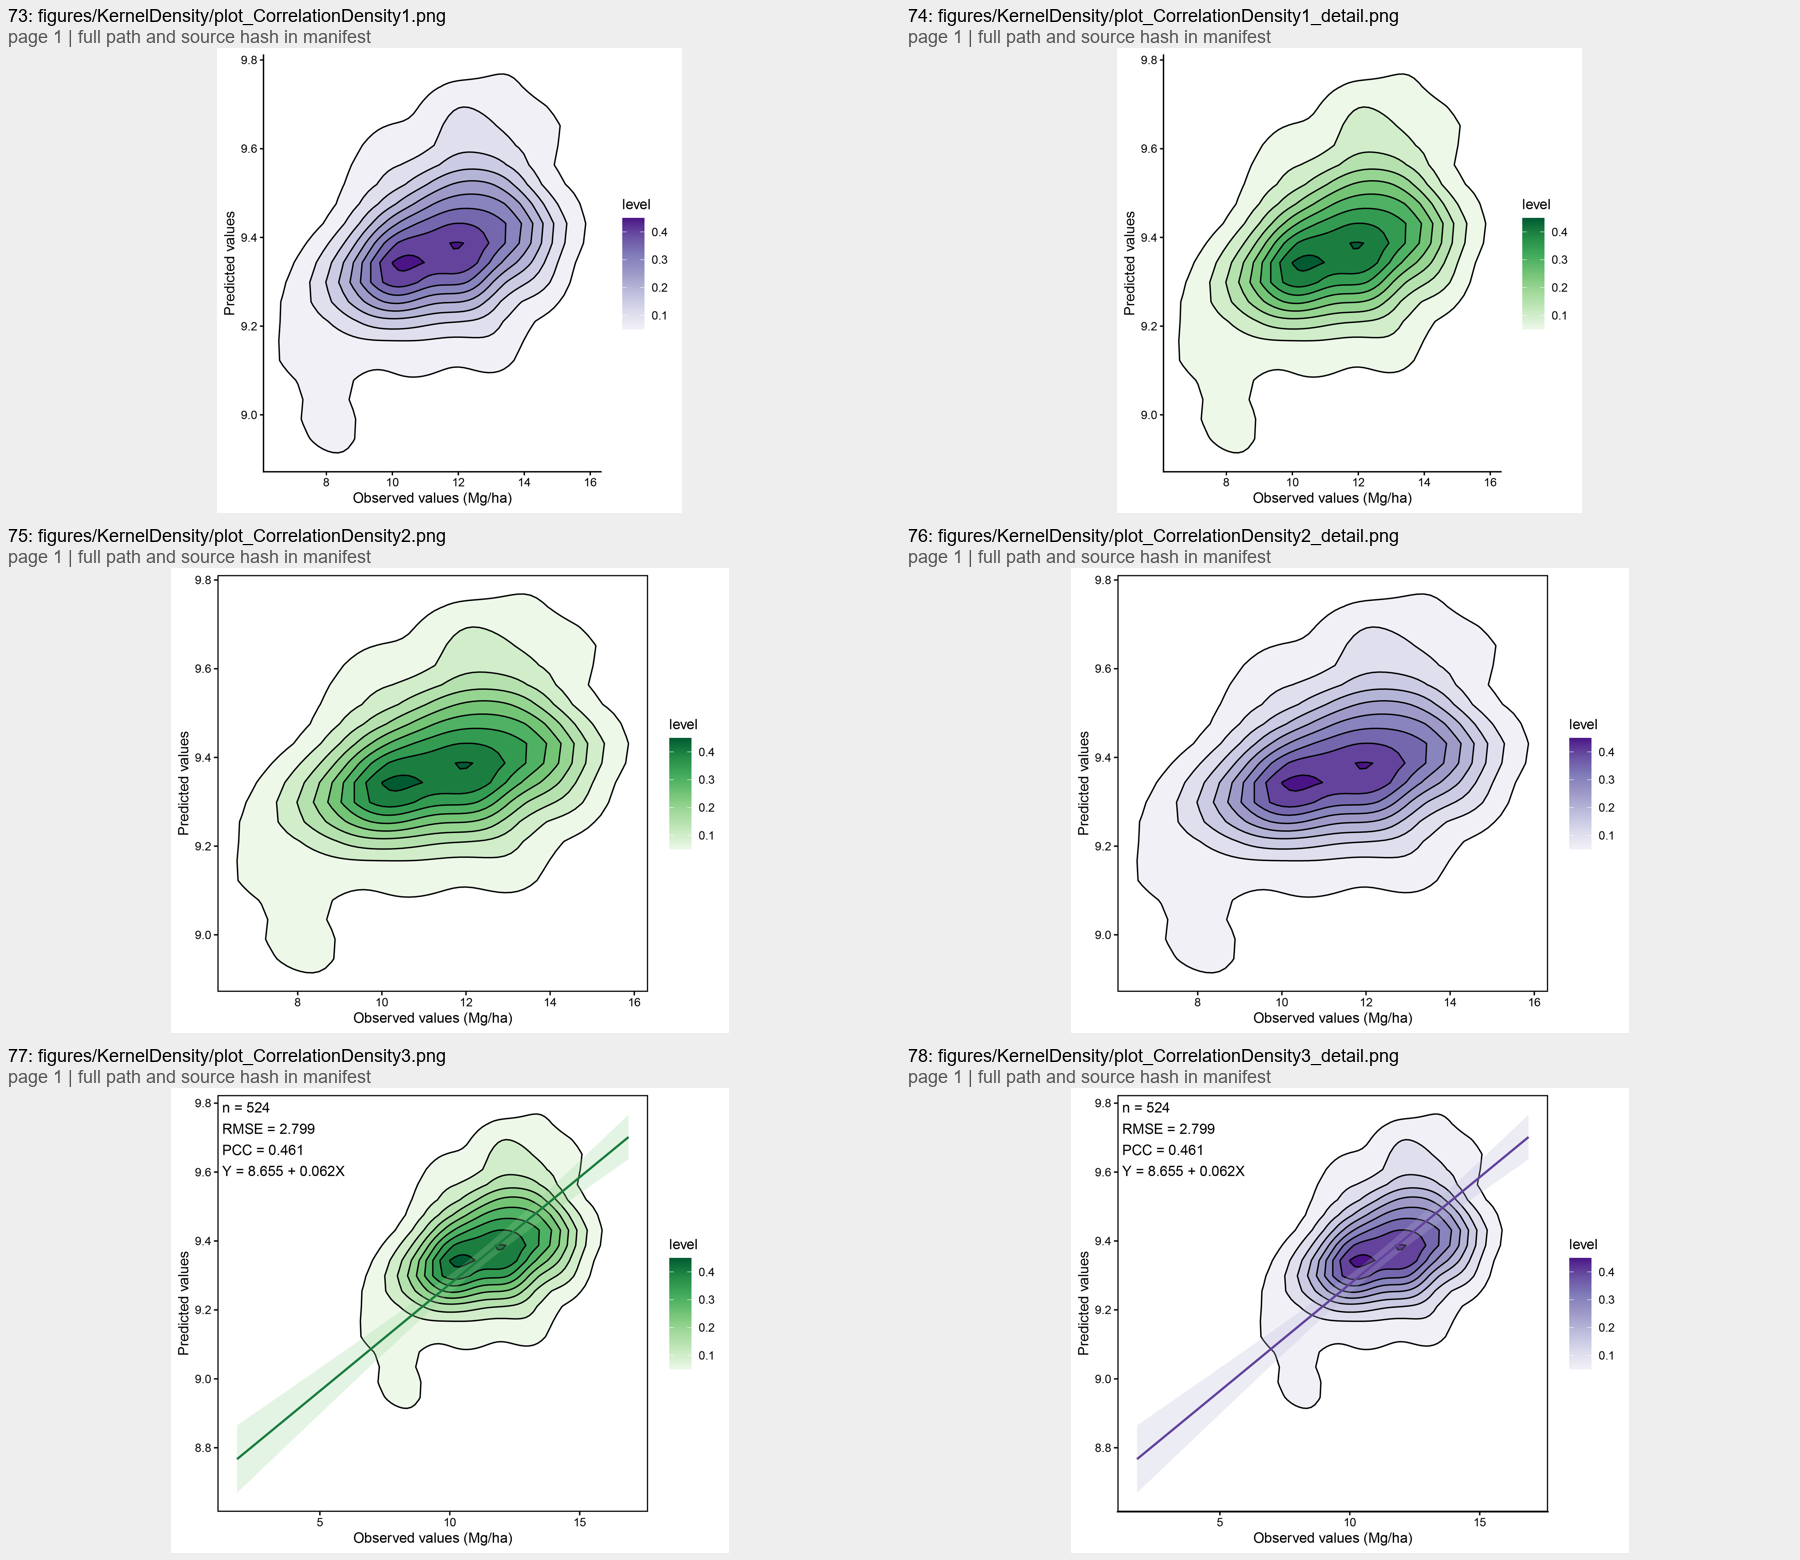 73: figures/KernelDensity/plot_CorrelationDensity1.png
page 1 | full path and source hash in manifest
9.8
9.6
9.4
9.2
9.0
Predicted values
8 10 12 14 16
Observed values (Mg/ha)
level
0.4
0.3
0.2
0.1
74: figures/KernelDensity/plot_CorrelationDensity1_detail.png
page 1 | full path and source hash in manifest
9.8
9.6
9.4
9.2
9.0
Predicted values
8 10 12 14 16
Observed values (Mg/ha)
level
0.4
0.3
0.2
0.1
75: figures/KernelDensity/plot_CorrelationDensity2.png
page 1 | full path and source hash in manifest
9.8
9.6
9.4
9.2
9.0
Predicted values
8 10 12 14 16
Observed values (Mg/ha)
level
0.4
0.3
0.2
0.1
76: figures/KernelDensity/plot_CorrelationDensity2_detail.png
page 1 | full path and source hash in manifest
9.8
9.6
9.4
9.2
9.0
Predicted values
8 10 12 14 16
Observed values (Mg/ha)
level
0.4
0.3
0.2
0.1
77: figures/KernelDensity/plot_CorrelationDensity3.png
page 1 | full path and source hash in manifest
n = 524
RMSE = 2.799
PCC = 0.461
Y = 8.655 + 0.062X
9.8
9.6
9.4
9.2
9.0
8.8
Predicted values
5 10 15
Observed values (Mg/ha)
level
0.4
0.3
0.2
0.1
78: figures/KernelDensity/plot_CorrelationDensity3_detail.png
page 1 | full path and source hash in manifest
n = 524
RMSE = 2.799
PCC = 0.461
Y = 8.655 + 0.062X
9.8
9.6
9.4
9.2
9.0
8.8
Predicted values
5 10 15
Observed values (Mg/ha)
level
0.4
0.3
0.2
0.1